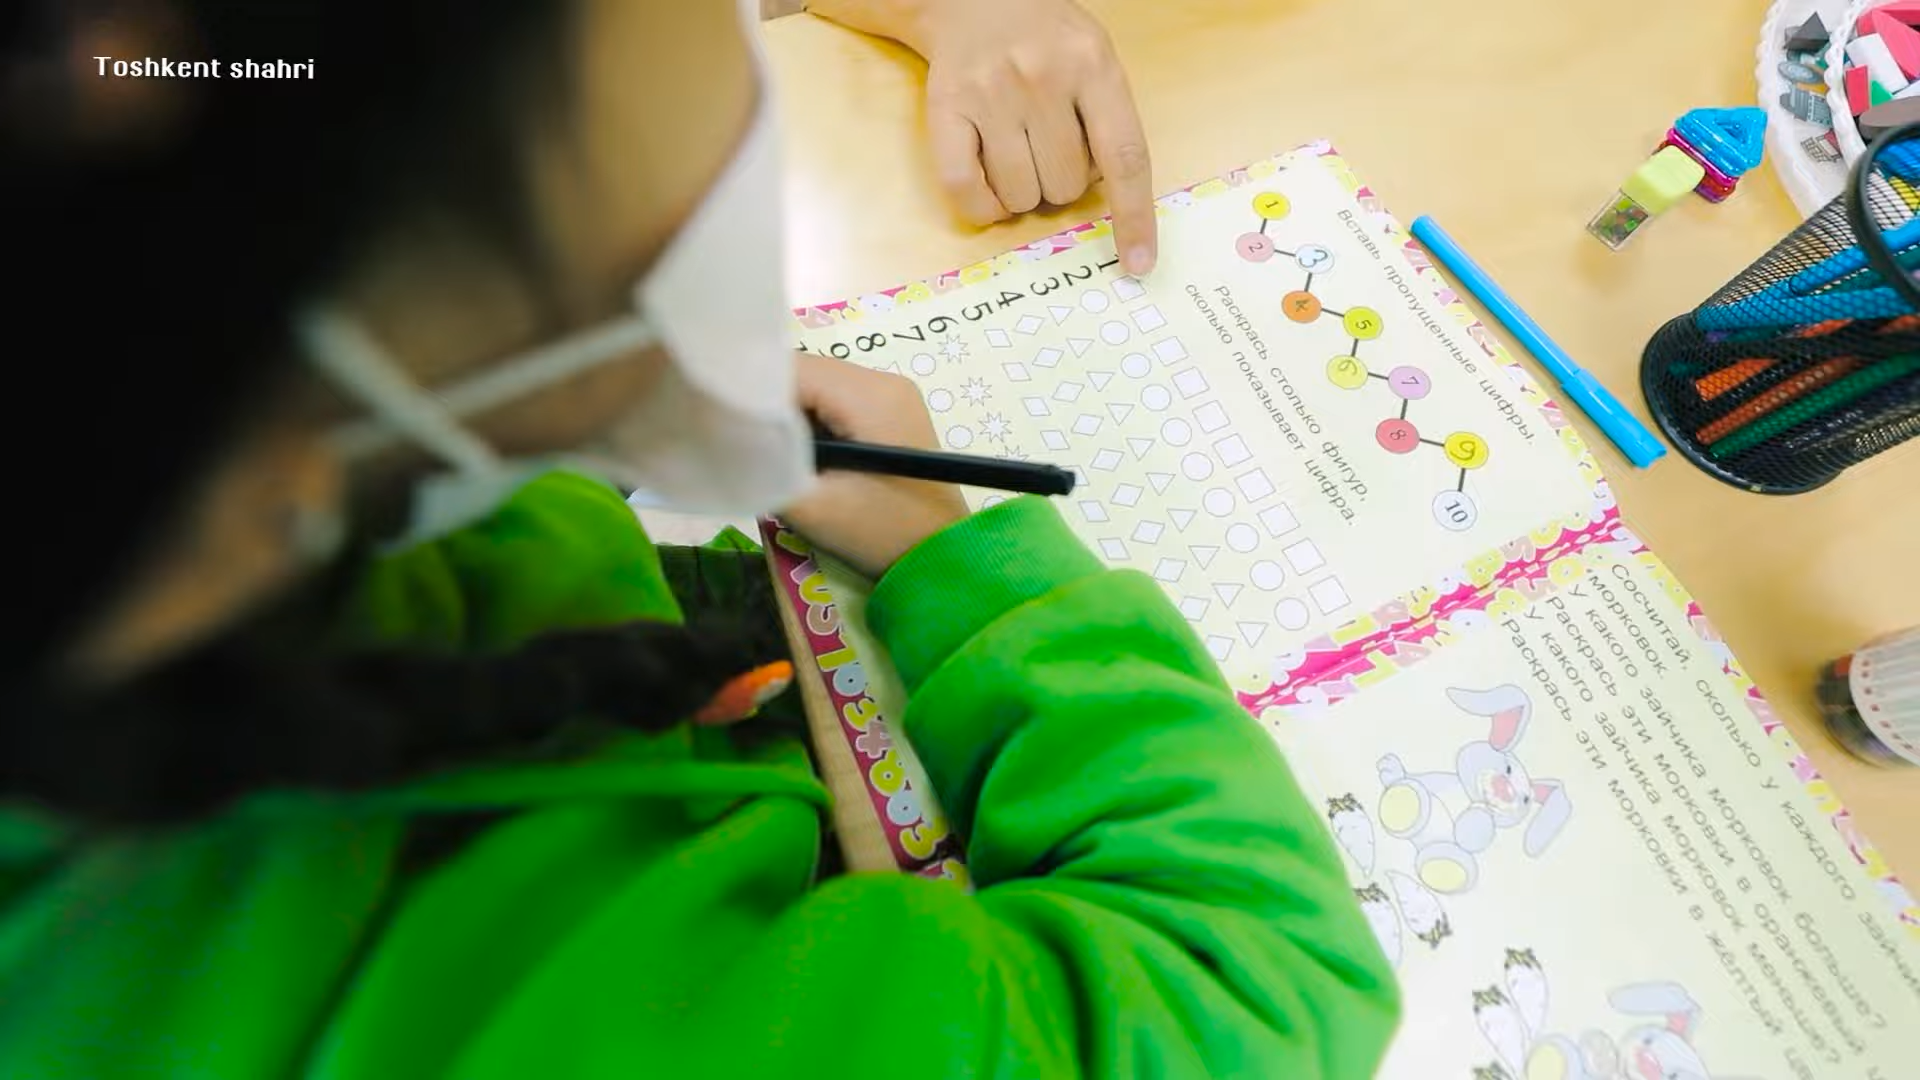 Toshkent shahri
Вставь пропущенные цифры.
1
2
3
4
5
6
7
8
9
10
Раскрась столько фигур,
сколько показывает цифра.
1
2
3
4
5
6
7
8
9
Сосчитай, сколько у каждого
морковок.
У какого зайчика морковок больше?
Раскрась эти морковки в оранжевый
У какого зайчика морковок меньше?
Раскрась эти морковки в желтый